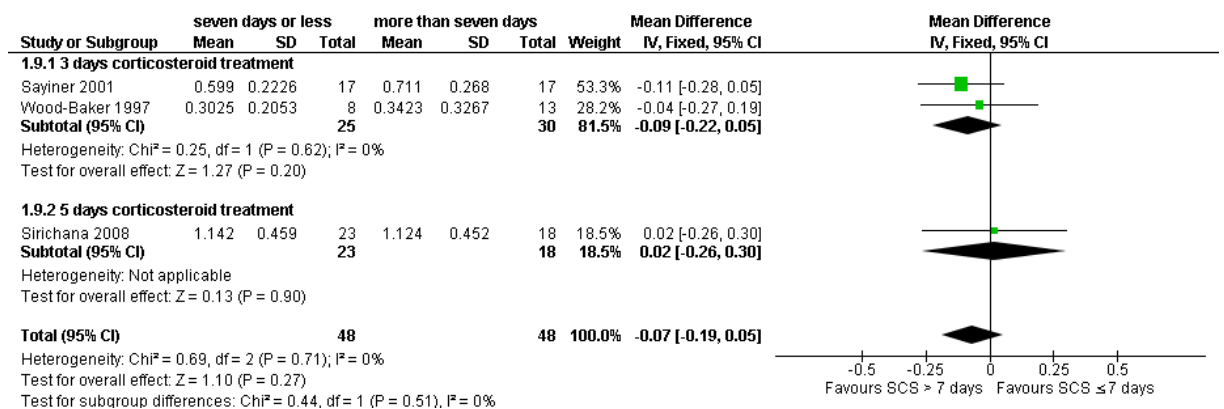 seven days or less more than seven days Mean Difference Mean Difference
Study or Subgroup Mean SD Total Mean SD Total Weight IV, Fixed, 95% CI IV, Fixed, 95% CI
1.9.1 3 days corticosteroid treatment
Sayiner 2001 0.599 0.2226 17 0.711 0.268 17 53.3% -0.11 [-0.28, 0.05]
Wood-Baker 1997 0.3025 0.2053 8 0.3423 0.3267 13 28.2% -0.04 [-0.27, 0.19]
Subtotal (95% CI) 25 30 81.5% -0.09 [-0.22, 0.05]
Heterogeneity: Chi² = 0.25, df = 1 (P = 0.62); I² = 0%
Test for overall effect: Z = 1.27 (P = 0.20)
1.9.2 5 days corticosteroid treatment
Sirichana 2008 1.142 0.459 23 1.124 0.452 18 18.5% 0.02 [-0.26, 0.30]
Subtotal (95% CI) 23 18 18.5% 0.02 [-0.26, 0.30]
Heterogeneity: Not applicable
Test for overall effect: Z = 0.13 (P = 0.90)
Total (95% CI) 48 48 100.0% -0.07 [-0.19, 0.05]
Heterogeneity: Chi² = 0.69, df = 2 (P = 0.71); I² = 0%
Test for overall effect: Z = 1.10 (P = 0.27)
Test for subgroup differences: Chi² = 0.44, df = 1 (P = 0.51), I² = 0%
-0.5 -0.25 0 0.25 0.5
Favours SCS > 7 days Favours SCS ≤7 days